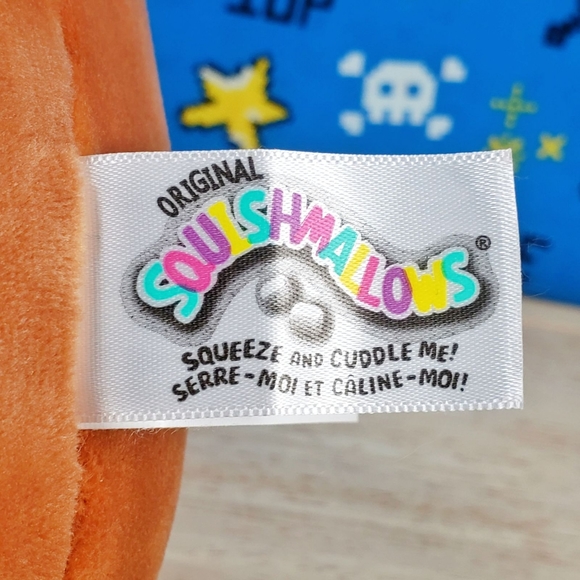 1UP
ORIGINAL
SQUISHMALLOWS®
SQUEEZE AND CUDDLE ME!
SERRE-MOI ET CÂLINE-MOI!